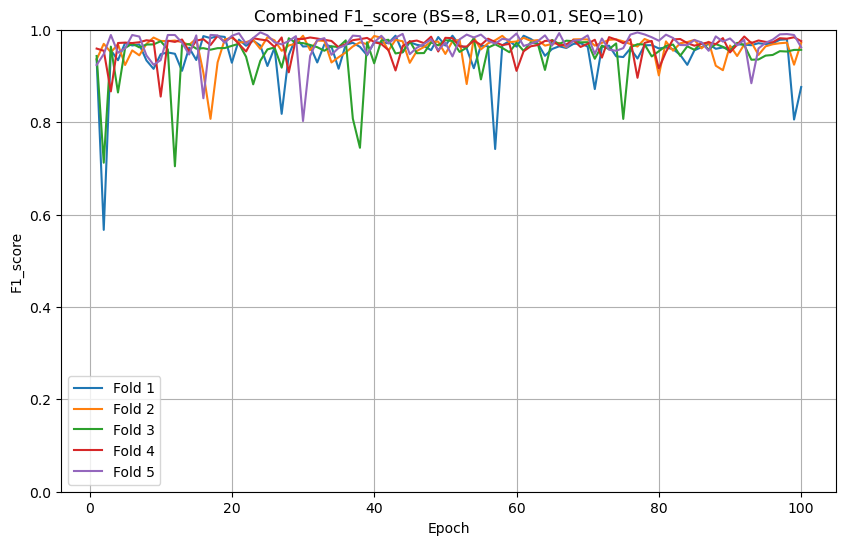 Combined F1_score (BS=8, LR=0.01, SEQ=10)
F1_score
1.0
0.8
0.6
0.4
0.2
0.0
Fold 1
Fold 2
Fold 3
Fold 4
Fold 5
0 20 40 60 80 100
Epoch